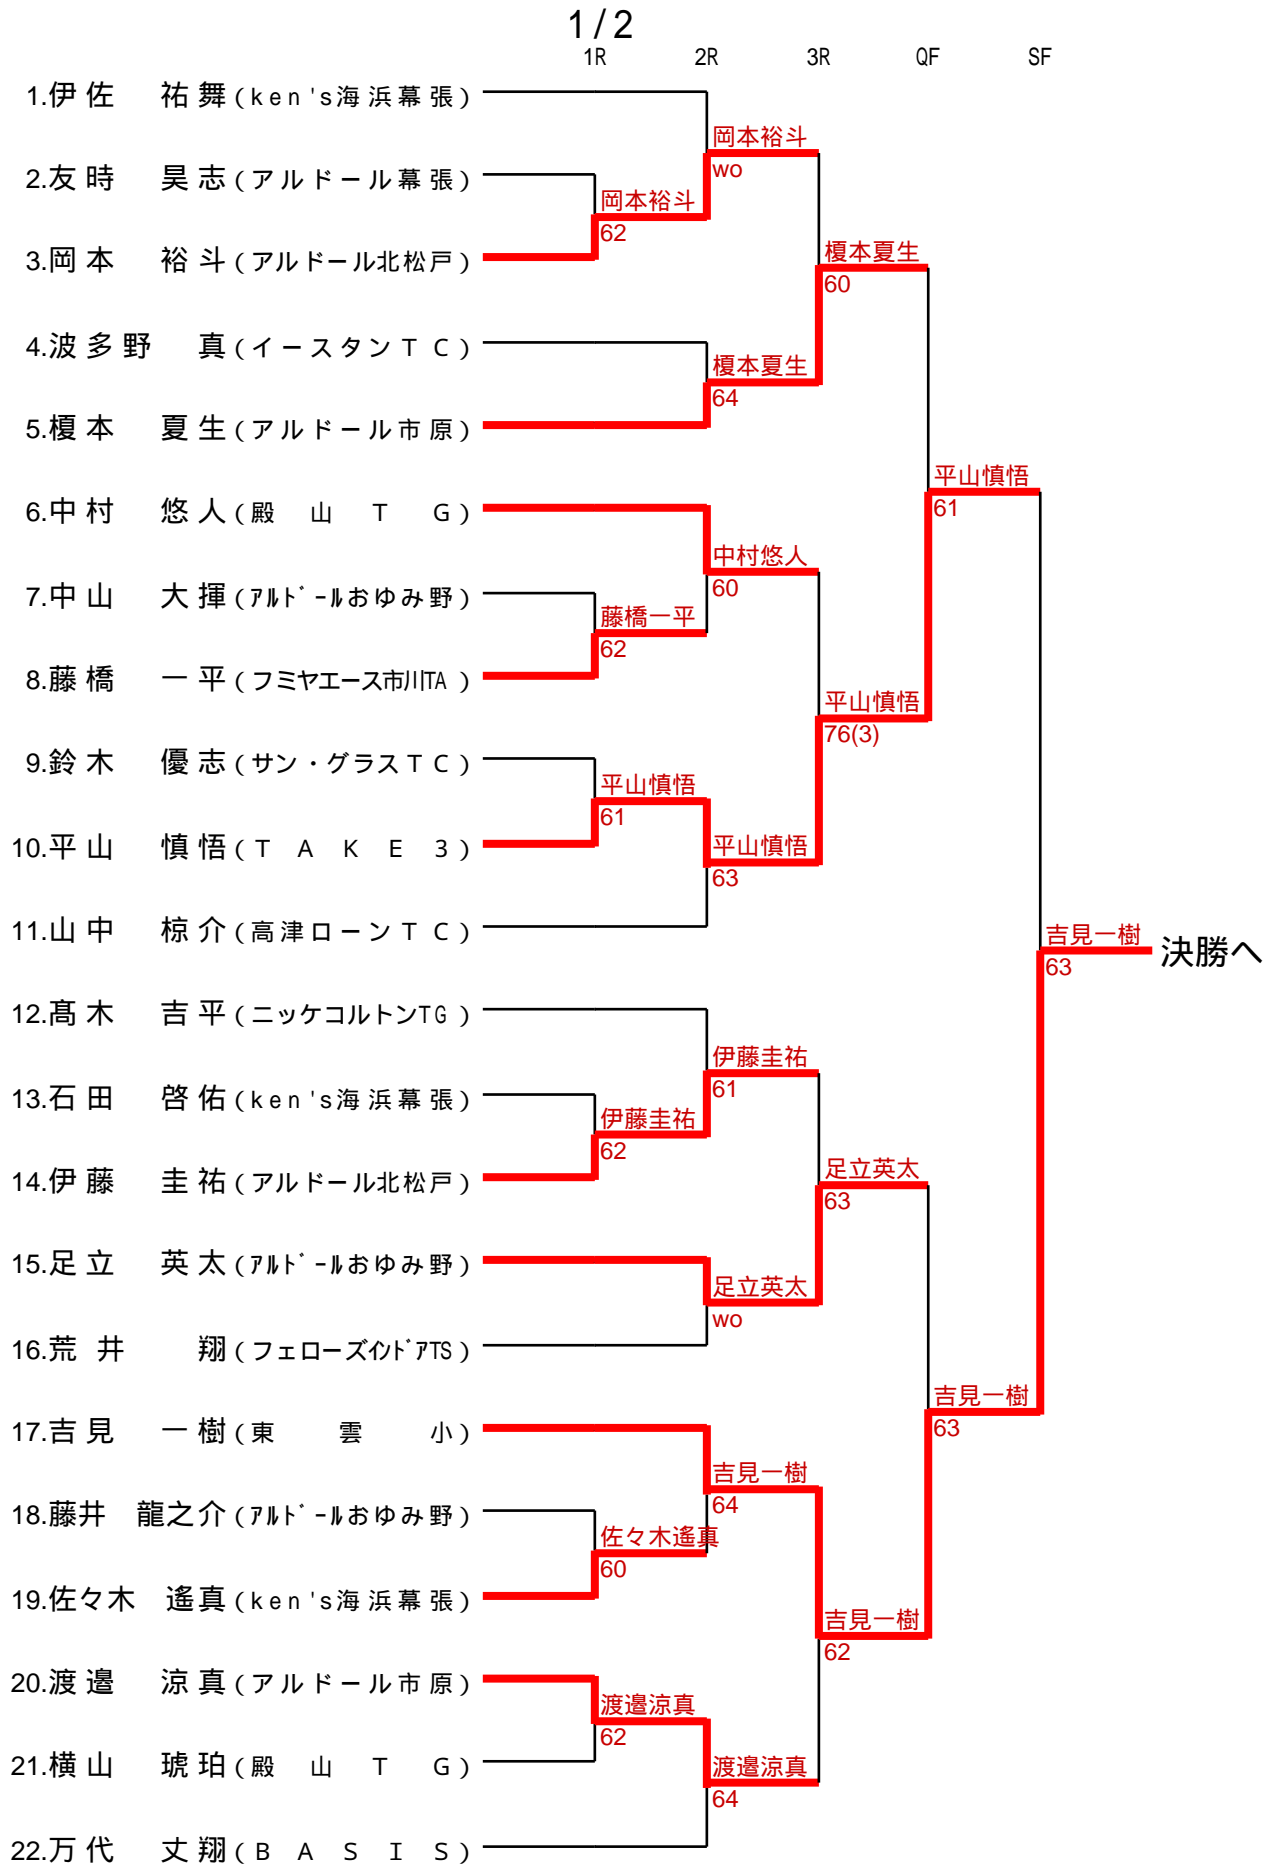 1/2
1R 2R 3R QF SF
1.伊佐 祐舞(ken's海浜幕張)
岡本裕斗
wo
2.友時 昊志(アルドール幕張)
岡本裕斗
62
3.岡本 裕斗(アルドール北松戸)
榎本夏生
60
4.波多野 真(イースタンTC)
榎本夏生
64
5.榎本 夏生(アルドール市原)
平山慎悟
61
6.中村 悠人(殿山TG)
中村悠人
60
7.中山 大揮(ｱﾙﾄﾞｰﾙおゆみ野)
藤橋一平
62
8.藤橋 一平(フミヤエース市川TA)
平山慎悟
76(3)
9.鈴木 優志(サン・グラスTC)
平山慎悟
61
10.平山 慎悟(TAKE3)
平山慎悟
63
11.山中 椋介(高津ローンTC)
吉見一樹
63
決勝へ
12.髙木 吉平(ニッケコルトンTG)
伊藤圭祐
61
13.石田 啓佑(ken's海浜幕張)
伊藤圭祐
62
14.伊藤 圭祐(アルドール北松戸)
足立英太
63
15.足立 英太(ｱﾙﾄﾞｰﾙおゆみ野)
足立英太
wo
16.荒井 翔(フェローズｲﾝﾄﾞｱTS)
吉見一樹
63
17.吉見 一樹(東雲小)
吉見一樹
64
18.藤井 龍之介(ｱﾙﾄﾞｰﾙおゆみ野)
佐々木遙真
60
19.佐々木 遙真(ken's海浜幕張)
吉見一樹
62
20.渡邉 涼真(アルドール市原)
渡邉涼真
62
21.横山 琥珀(殿山TG)
渡邉涼真
64
22.万代 丈翔(BASIS)